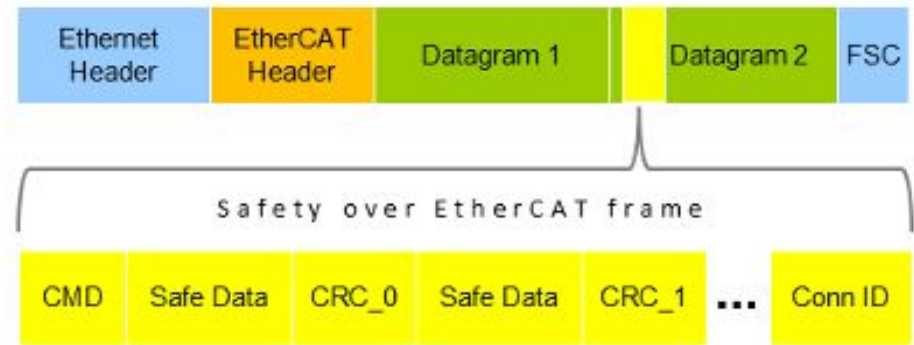 Ethernet Header EtherCAT Header Datagram 1 Datagram 2 FSC
Safety over EtherCAT frame
CMD Safe Data CRC_0 Safe Data CRC_1 ... Conn ID